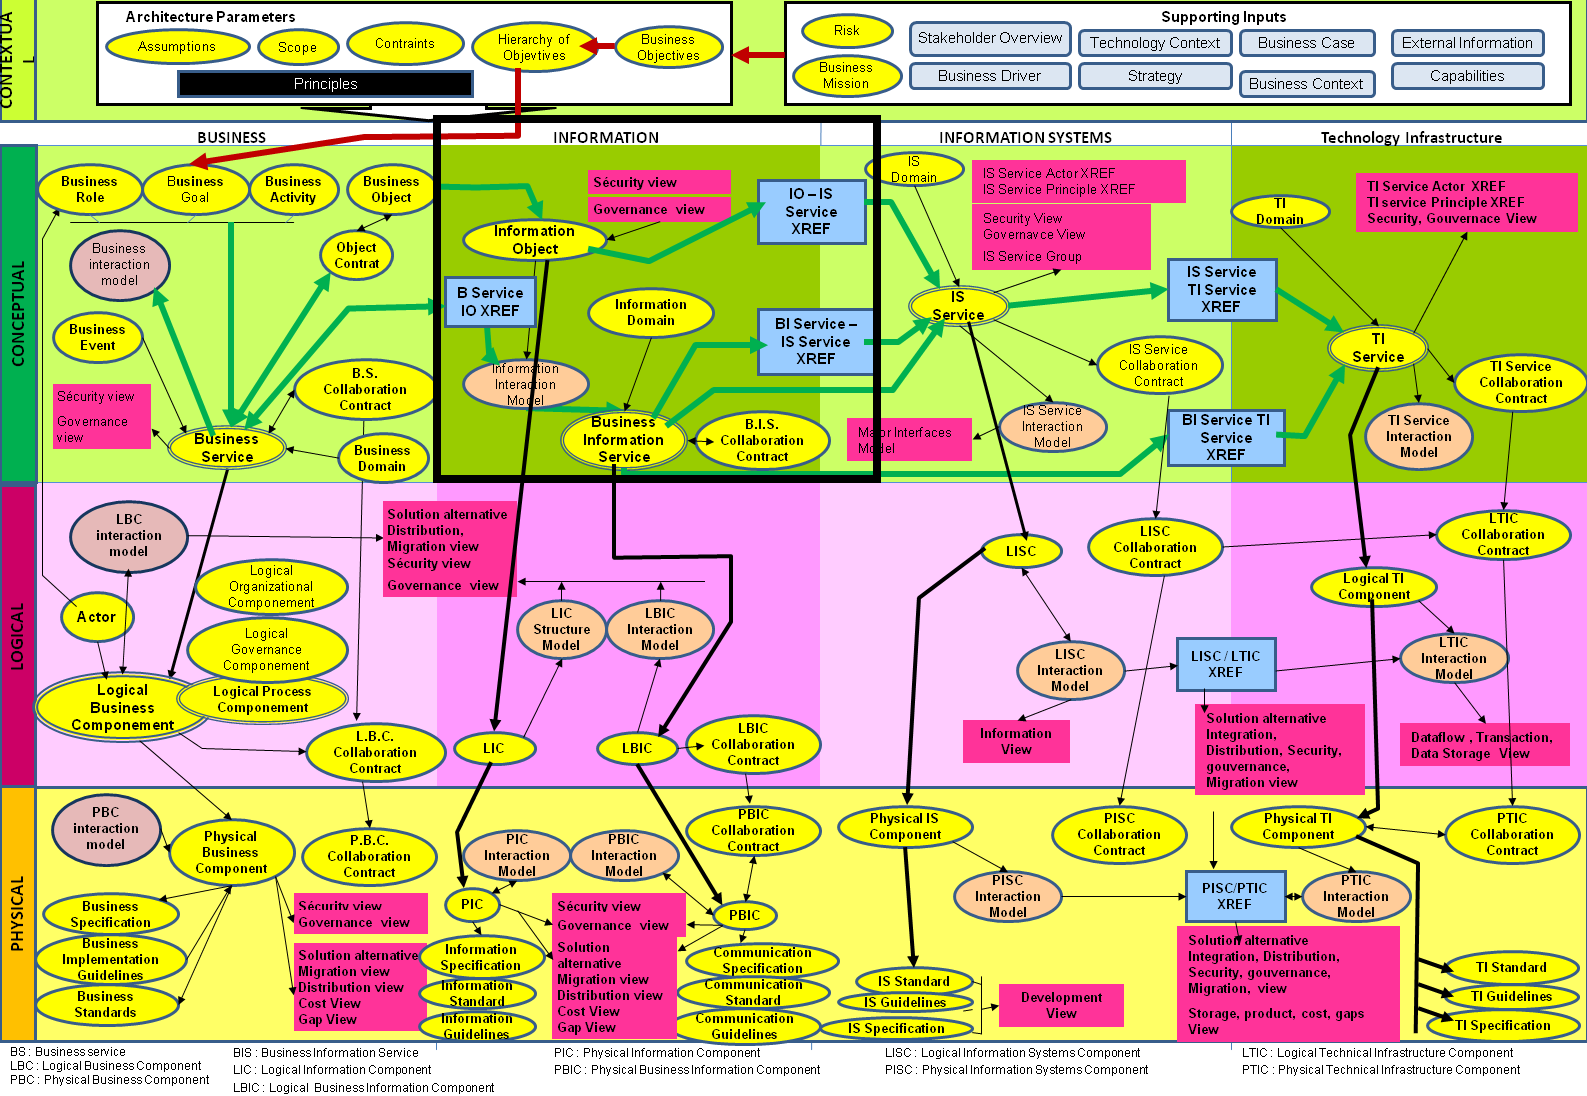 CONTEXTUA
L
Architecture Parameters
Assumptions
Scope
Contraints
Hierarchy of
Objevtives
Business
Objectives
Principles
Supporting Inputs
Risk
Business
Mission
Stakeholder Overview
Technology Context
Business Case
External Information
Business Driver
Strategy
Business Context
Capabilities
BUSINESS
INFORMATION
INFORMATION SYSTEMS
Technology Infrastructure
CONCEPTUAL
Business
Role
Business
Goal
Business
Activity
Business
Object
Business
interaction
model
Object
Contrat
Business
Event
B.S.
Collaboration
Contract
Sécurity view
Governance
view
Business
Service
Business
Domain
Sécurity view
Governance view
Information
Object
IO – IS
Service
XREF
B Service
IO XREF
Information
Domain
BI Service –
IS Service
XREF
Information
Interaction
Model
Business
Information
Service
B.I.S.
Collaboration
Contract
IS
Domain
IS Service Actor XREF
IS Service Principle XREF
Security View
Governavce View
IS Service Group
IS
Service
IS Service
TI Service
XREF
IS Service
Collaboration
Contract
IS Service
Interaction
Model
Major Interfaces
Model
BI Service TI
Service
XREF
TI
Domain
TI Service Actor XREF
TI service Principle XREF
Security, Gouvernace View
TI
Service
TI Service
Collaboration
Contract
TI Service
Interaction
Model
LOGICAL
LBC
interaction
model
Logical
Organizational
Componement
Actor
Logical
Governance
Componement
Logical
Business
Componement
Logical Process
Componement
L.B.C.
Collaboration
Contract
Solution alternative
Distribution,
Migration view
Sécurity view
Governance view
LIC
Structure
Model
LBIC
Interaction
Model
LIC
LBIC
LBIC
Collaboration
Contract
LISC
LISC
Collaboration
Contract
LISC
Interaction
Model
LISC / LTIC
XREF
Information
View
Solution alternative
Integration,
Distribution, Security,
gouvernance,
Migration view
LTIC
Collaboration
Contract
Logical TI
Component
LTIC
Interaction
Model
Dataflow , Transaction,
Data Storage View
PHYSICAL
PBC
interaction
model
Physical
Business
Component
P.B.C.
Collaboration
Contract
Business
Specification
Business
Implementation
Guidelines
Business
Standards
Sécurity view
Governance view
Solution alternative
Migration view
Distribution view
Cost View
Gap View
PIC
Interaction
Model
PBIC
Interaction
Model
PBIC
Collaboration
Contract
PIC
PBIC
Information
Specification
Information
Standard
Information
Guidelines
Sécurity view
Governance view
Solution
alternative
Migration view
Distribution view
Cost View
Gap View
Communication
Specification
Communication
Standard
Communication
Guidelines
Physical IS
Component
PISC
Collaboration
Contract
PISC
Interaction
Model
PISC/PTIC
XREF
IS Standard
IS Guidelines
IS Specification
Development
View
Physical TI
Component
PTIC
Collaboration
Contract
PTIC
Interaction
Model
Solution alternative
Integration, Distribution,
Security, gouvernance,
Migration, view
Storage, product, cost, gaps
View
TI Standard
TI Guidelines
TI Specification
BS : Business service
LBC : Logical Business Component
PBC : Physical Business Component
BIS : Business Information Service
LIC : Logical Information Component
LBIC : Logical Business Information Component
PIC : Physical Information Component
PBIC : Physical Business Information Component
LISC : Logical Information Systems Component
PISC : Physical Information Systems Component
LTIC : Logical Technical Infrastructure Component
PTIC : Physical Technical Infrastructure Component